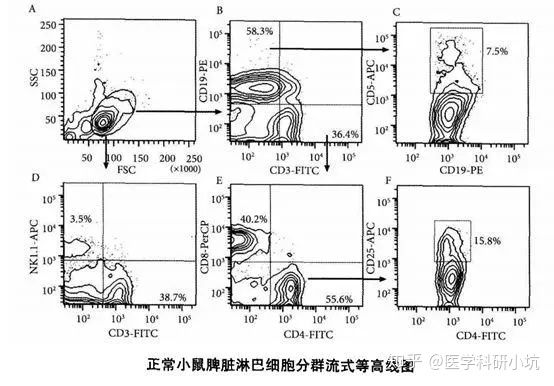 A
SSC
250
200
150
100
50
50 100 150 200 250
(×1000)
FSC
B
58.3%
CD19-PE
10⁵
10⁴
10³
10²
36.4%
10² 10³ 10⁴ 10⁵
CD3-FITC
C
7.5%
CD5-APC
10⁵
10⁴
10³
10²
10² 10³ 10⁴ 10⁵
CD19-PE
D
3.5%
NK1.1-APC
10⁵
10⁴
10³
10²
38.7%
10² 10³ 10⁴ 10⁵
CD3-FITC
E
40.2%
CD8-PerCP
10⁵
10⁴
10³
10²
55.6%
10² 10³ 10⁴ 10⁵
CD4-FITC
F
15.8%
CD25-APC
10⁵
10⁴
10³
10²
10² 10³ 10⁴ 10⁵
CD4-FITC
正常小鼠脾脏淋巴细胞分群流式等高线图
知乎 @医学科研小坑